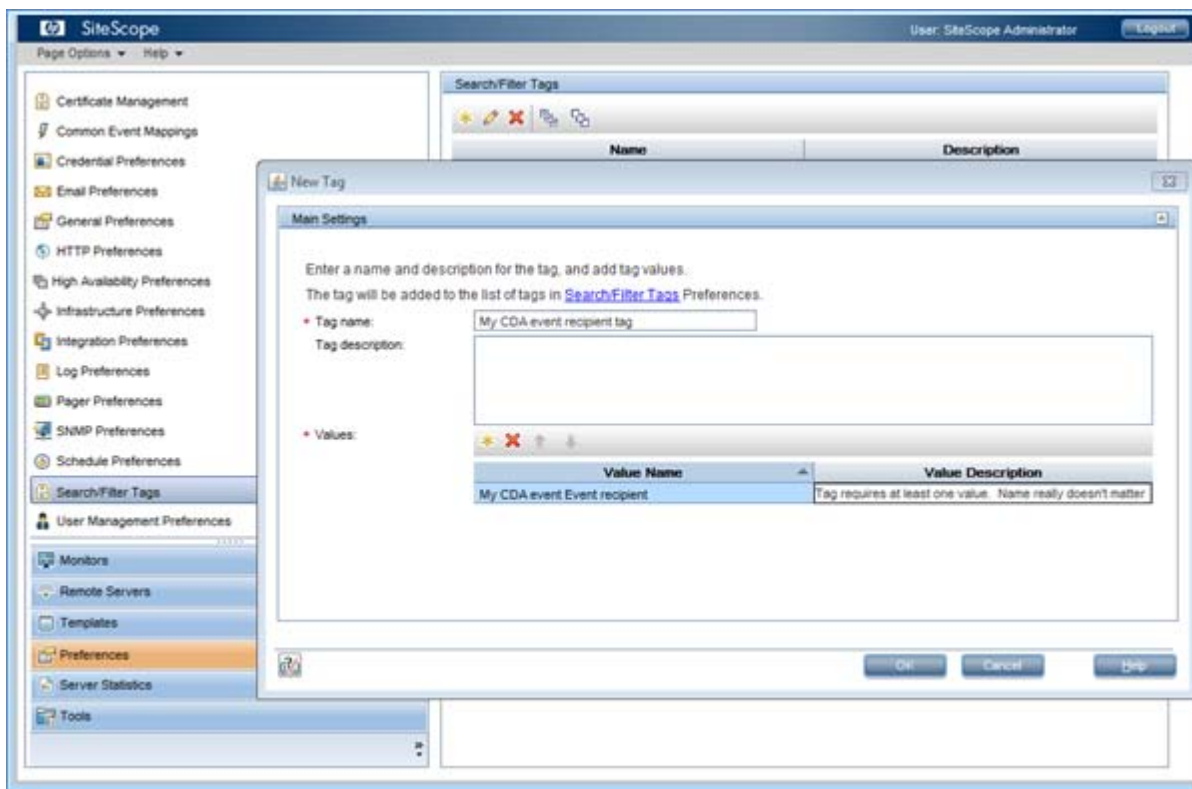 hp SiteScope User: SiteScope Administrator Logout
Page Options Help
Certificate Management
Common Event Mappings
Credential Preferences
Email Preferences
General Preferences
HTTP Preferences
High Availability Preferences
Infrastructure Preferences
Integration Preferences
Log Preferences
Pager Preferences
SNMP Preferences
Schedule Preferences
Search/Filter Tags
User Management Preferences
Monitors
Remote Servers
Templates
Preferences
Server Statistics
Tools
Search/Filter Tags
Name Description
New Tag
Main Settings
Enter a name and description for the tag, and add tag values.
The tag will be added to the list of tags in Search/Filter Tags Preferences.
* Tag name: My CDA event recipient tag
Tag description:
* Values:
Value Name Value Description
My CDA event Event recipient Tag requires at least one value. Name really doesn't matter
OK Cancel Help